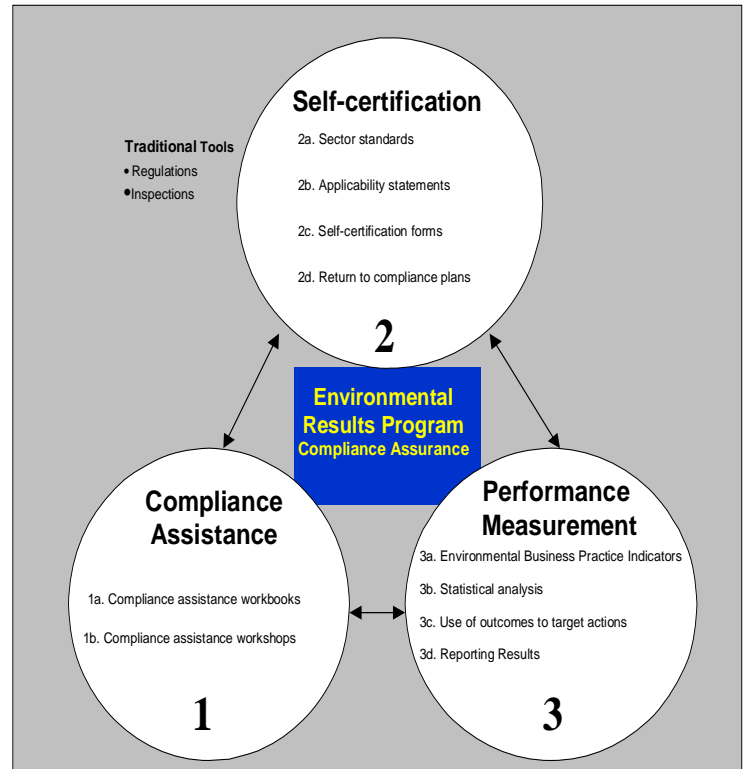 Self-certification
2a. Sector standards
2b. Applicability statements
2c. Self-certification forms
2d. Return to compliance plans
2
Traditional Tools
• Regulations
•Inspections
Environmental
Results Program
Compliance Assurance
Compliance
Assistance
1a. Compliance assistance workbooks
1b. Compliance assistance workshops
1
Performance
Measurement
3a. Environmental Business Practice Indicators
3b. Statistical analysis
3c. Use of outcomes to target actions
3d. Reporting Results
3